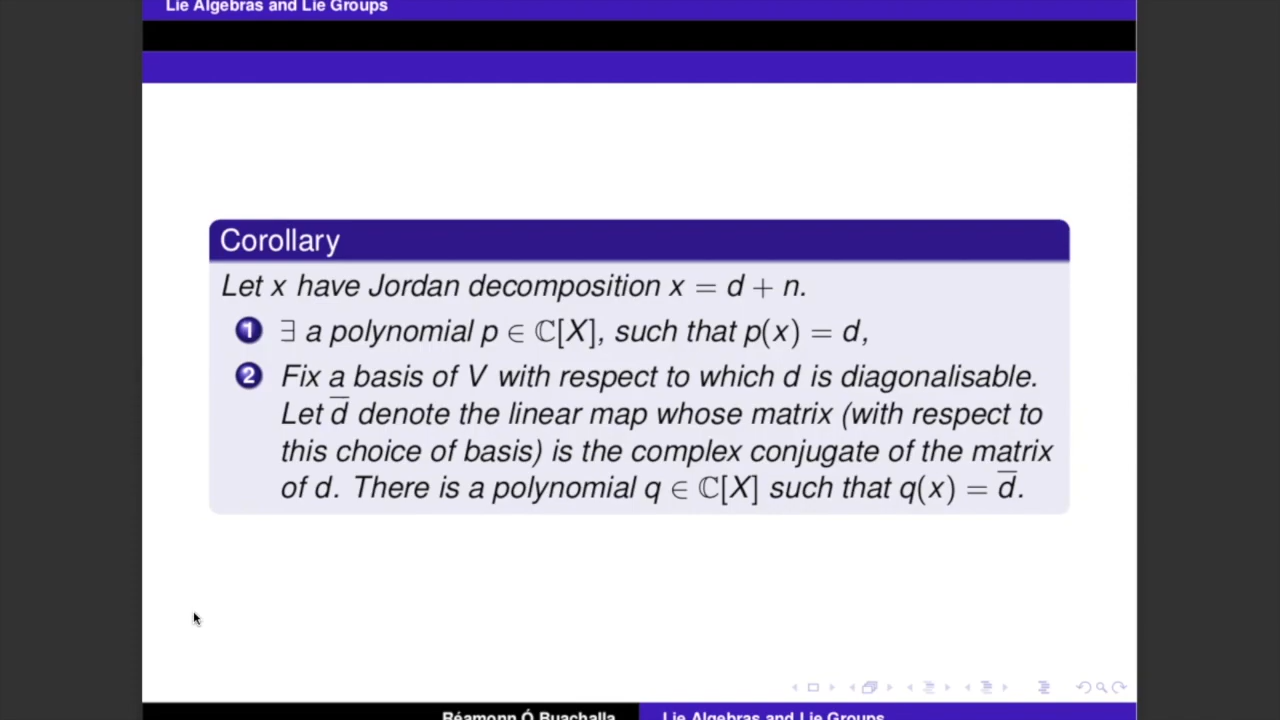 Lie Algebras and Lie Groups
Corollary
Let x have Jordan decomposition x = d + n.
1 ∃ a polynomial p ∈ ℂ[X], such that p(x) = d,
2 Fix a basis of V with respect to which d is diagonalisable.
Let d̅ denote the linear map whose matrix (with respect to
this choice of basis) is the complex conjugate of the matrix
of d. There is a polynomial q ∈ ℂ[X] such that q(x) = d̅.
Réamonn Ó Buachalla
Lie Algebras and Lie Groups